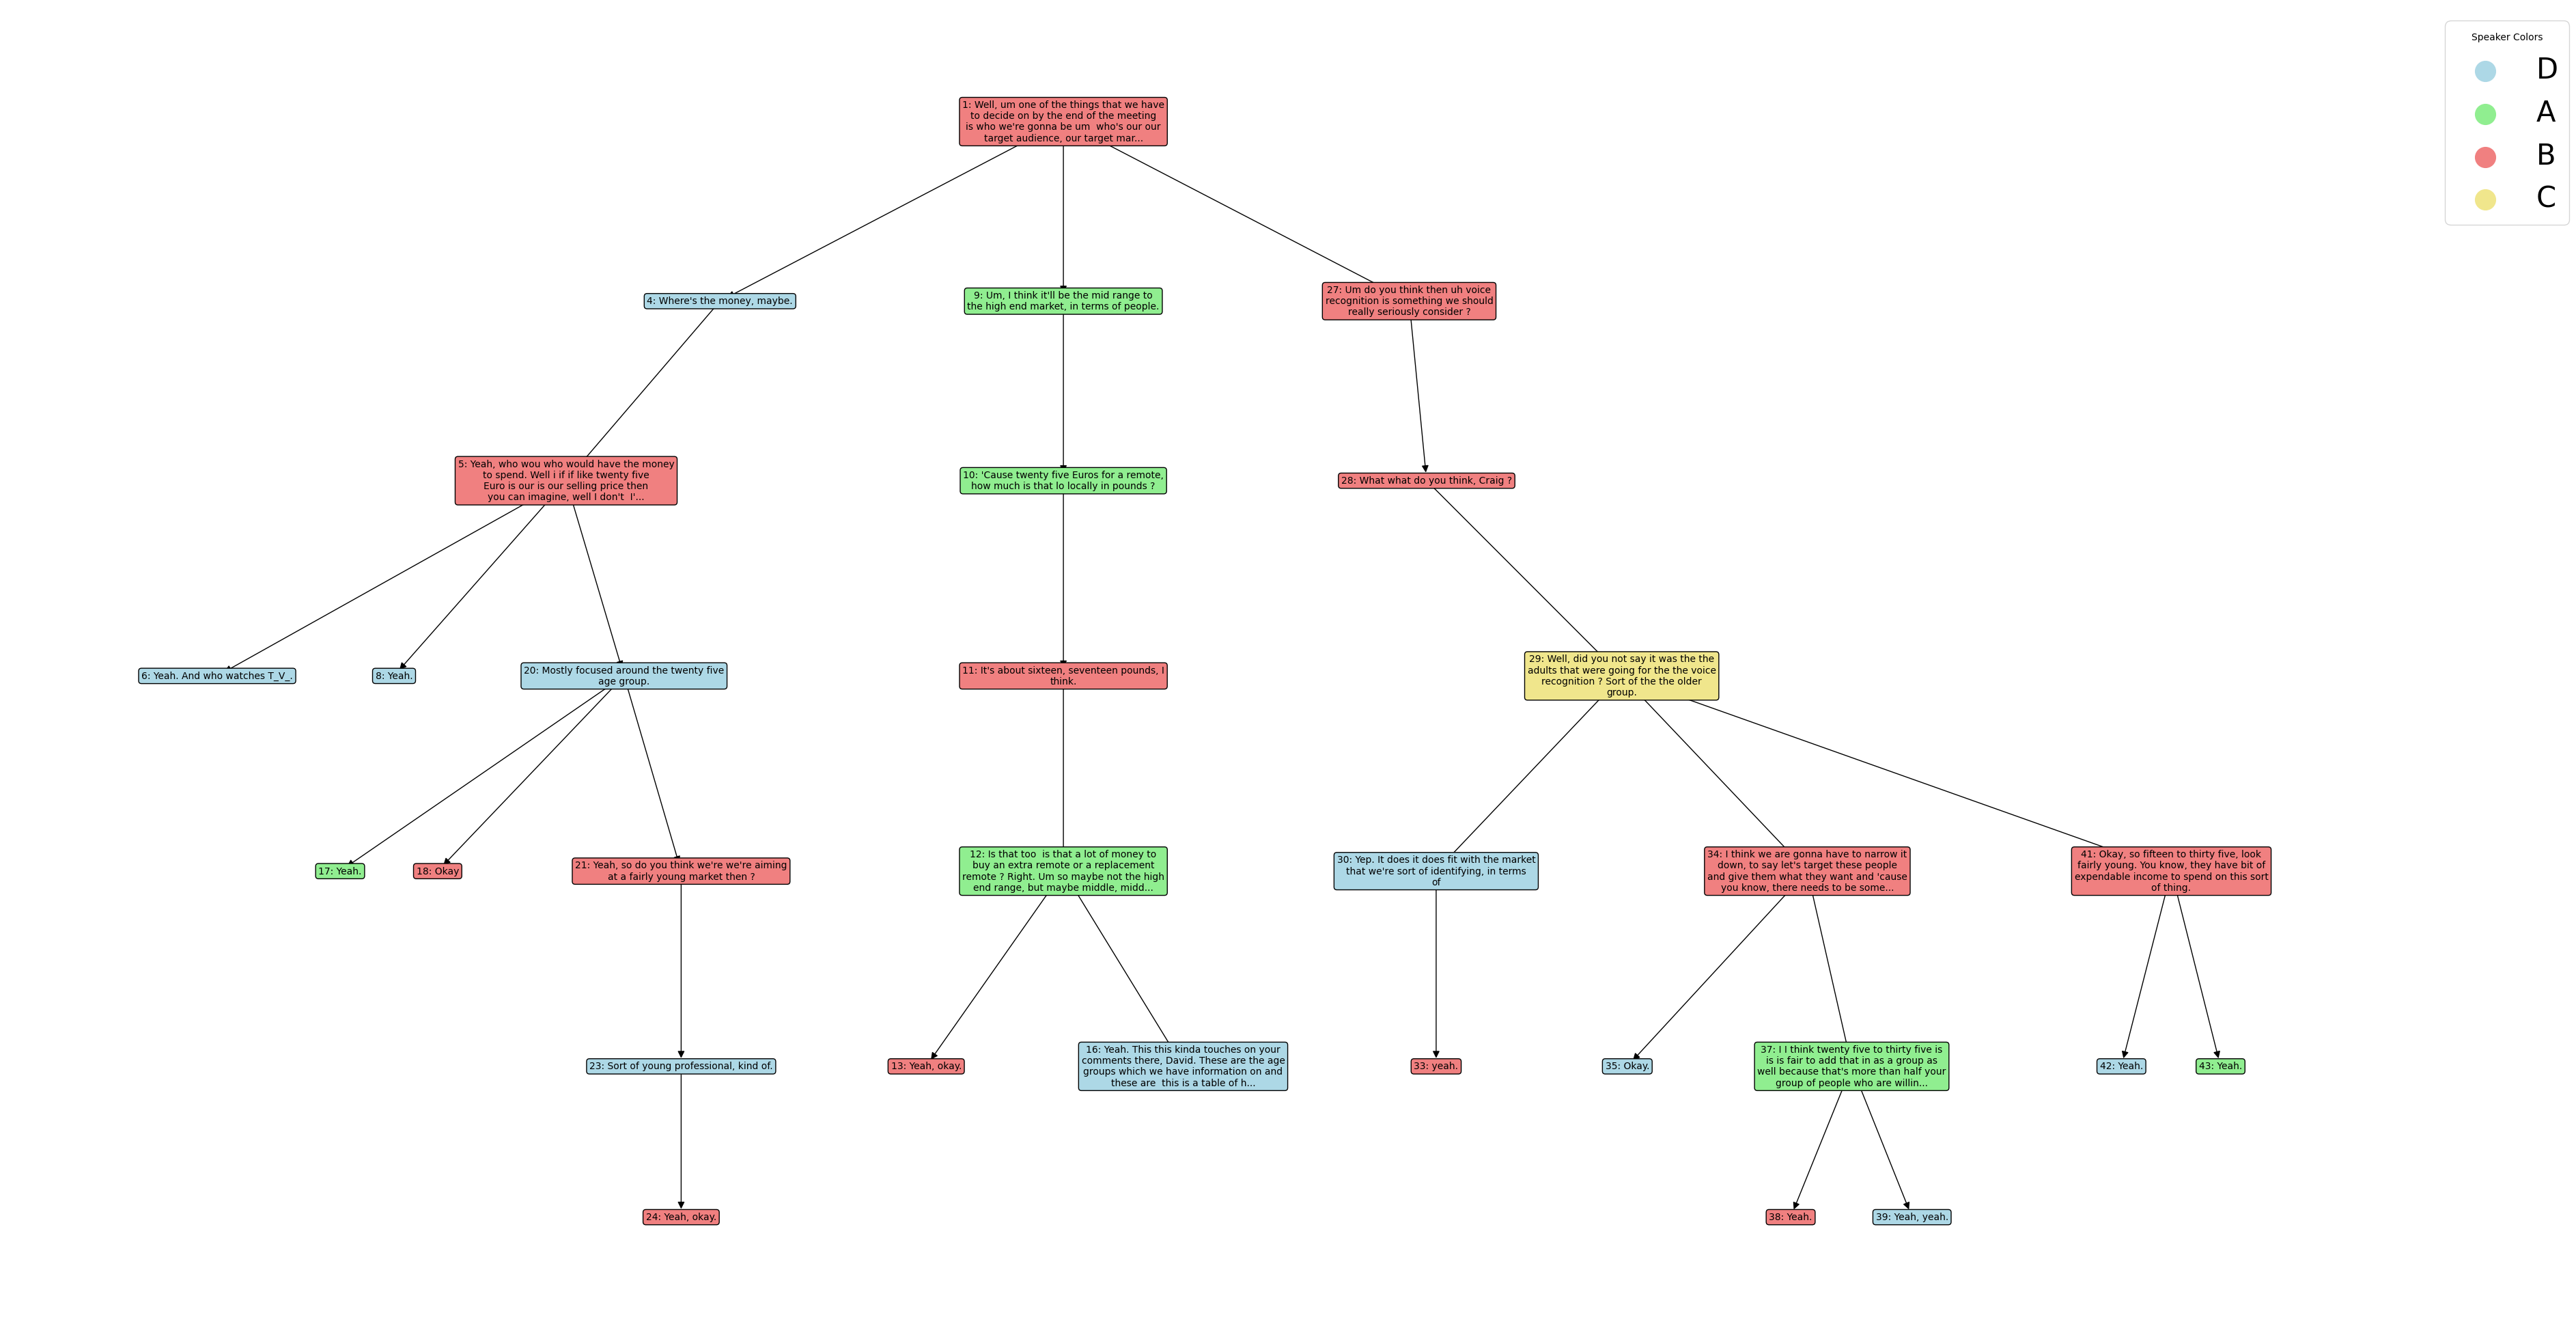 Speaker Colors
D
A
B
C
1: Well, um one of the things that we have
to decide on by the end of the meeting
is who we're gonna be um  who's our our
target audience, our target mar...
4: Where's the money, maybe.
9: Um, I think it'll be the mid range to
the high end market, in terms of people.
27: Um do you think then uh voice
recognition is something we should
really seriously consider ?
5: Yeah, who wou who would have the money
to spend. Well i if if like twenty five
Euro is our is our selling price then
you can imagine, well I don't  I'...
10: 'Cause twenty five Euros for a remote,
how much is that lo locally in pounds ?
28: What what do you think, Craig ?
6: Yeah. And who watches T_V_.
8: Yeah.
20: Mostly focused around the twenty five
age group.
11: It's about sixteen, seventeen pounds, I
think.
29: Well, did you not say it was the the
adults that were going for the the voice
recognition ? Sort of the the older
group.
17: Yeah.
18: Okay
21: Yeah, so do you think we're we're aiming
at a fairly young market then ?
12: Is that too  is that a lot of money to
buy an extra remote or a replacement
remote ? Right. Um so maybe not the high
end range, but maybe middle, midd...
30: Yep. It does it does fit with the market
that we're sort of identifying, in terms
of
34: I think we are gonna have to narrow it
down, to say let's target these people
and give them what they want and 'cause
you know, there needs to be some...
41: Okay, so fifteen to thirty five, look
fairly young. You know, they have bit of
expendable income to spend on this sort
of thing.
23: Sort of young professional, kind of.
13: Yeah, okay.
16: Yeah. This this kinda touches on your
comments there, David. These are the age
groups which we have information on and
these are  this is a table of h...
33: yeah.
35: Okay.
37: I I think twenty five to thirty five is
is is fair to add that in as a group as
well because that's more than half your
group of people who are willin...
42: Yeah.
43: Yeah.
24: Yeah, okay.
38: Yeah.
39: Yeah, yeah.